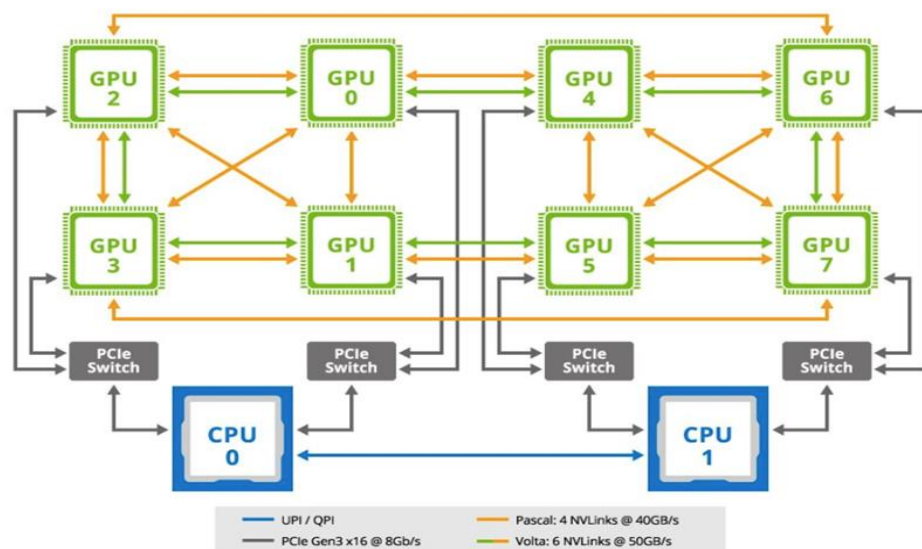 GPU
2
GPU
0
GPU
4
GPU
6
GPU
3
GPU
1
GPU
5
GPU
7
PCIe
Switch
PCIe
Switch
PCIe
Switch
PCIe
Switch
CPU
0
CPU
1
UPI / QPI
Pascal: 4 NVLinks @ 40GB/s
PCIe Gen3 x16 @ 8Gb/s
Volta: 6 NVLinks @ 50GB/s